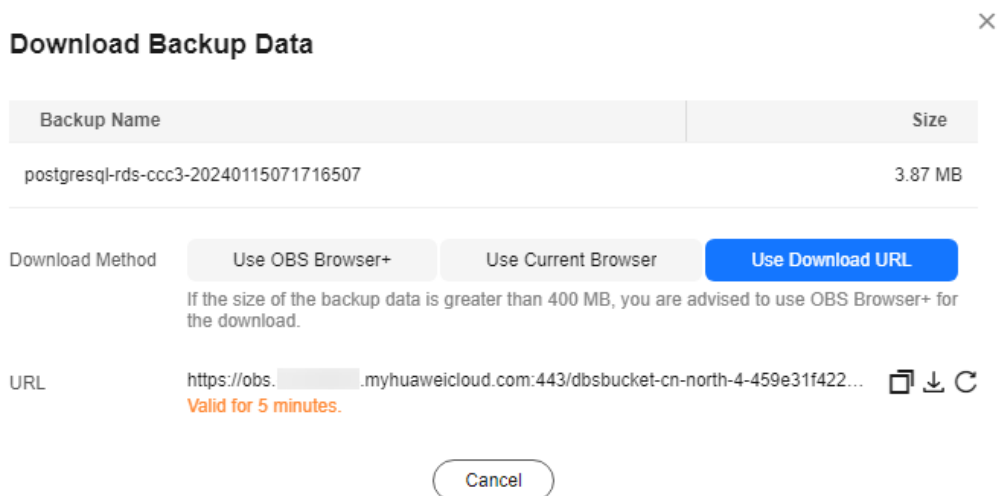 Download Backup Data
Backup Name Size
postgresql-rds-ccc3-20240115071716507 3.87 MB
Download Method Use OBS Browser+ Use Current Browser Use Download URL
If the size of the backup data is greater than 400 MB, you are advised to use OBS Browser+ for
the download.
URL https://obs. .myhuaweicloud.com:443/dbsbucket-cn-north-4-459e31f422...
Valid for 5 minutes.
Cancel